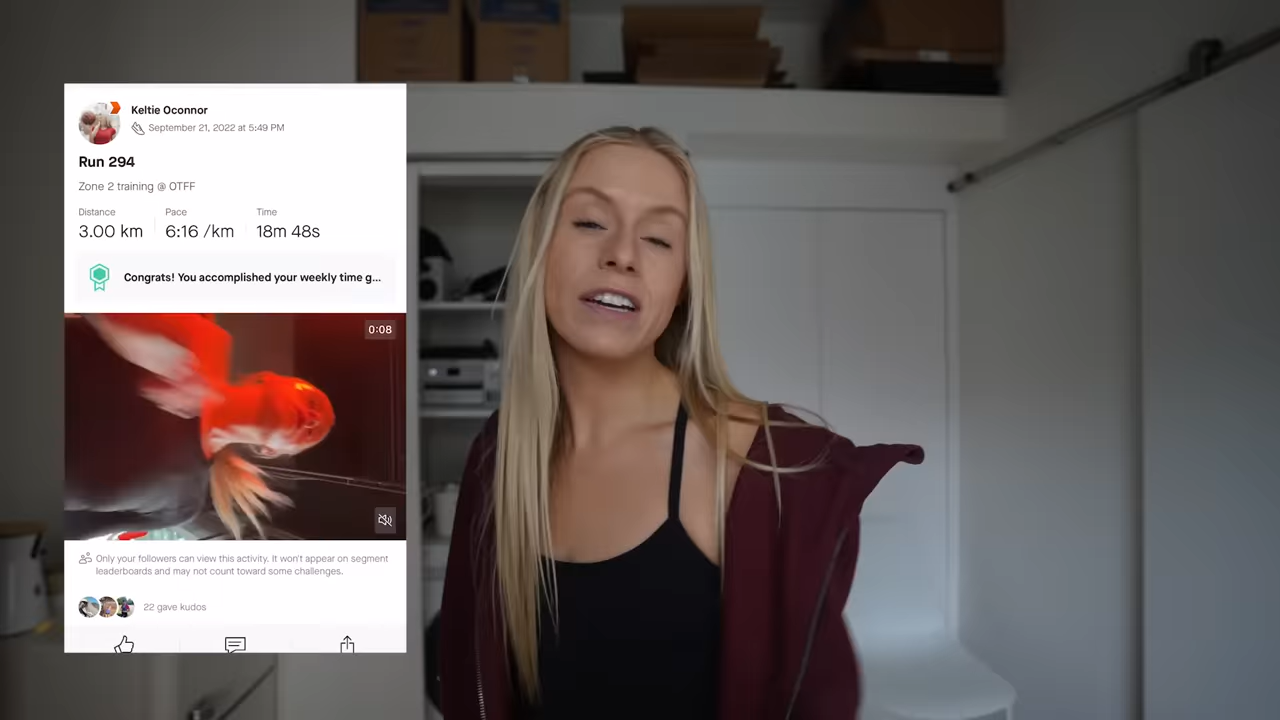 Keltie Oconnor
September 21, 2022 at 5:49 PM
Run 294
Zone 2 training @ OTFF
Distance Pace Time
3.00 km 6:16 /km 18m 48s
Congrats! You accomplished your weekly time g...
0:08
Only your followers can view this activity. It won't appear on segment
leaderboards and may not count toward some challenges.
22 gave kudos